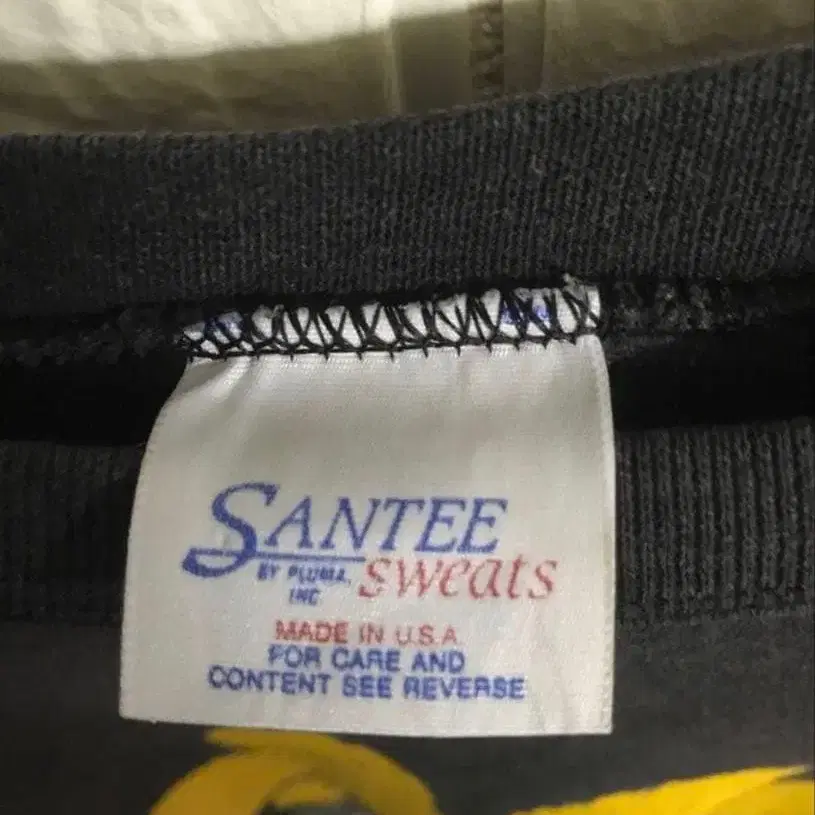 SANTEE
BY PLUMA, sweats
INC
MADE IN U.S.A
FOR CARE AND
CONTENT SEE REVERSE